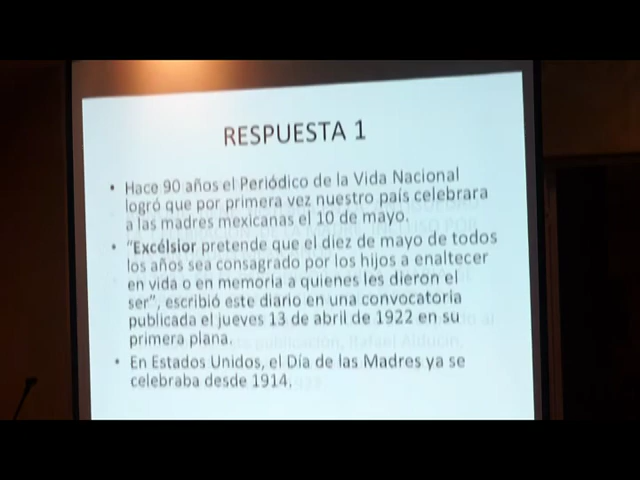 RESPUESTA 1
• Hace 90 años el Periódico de la Vida Nacional
logró que por primera vez nuestro país celebrara
a las madres mexicanas el 10 de mayo.
• “Excélsior pretende que el diez de mayo de todos
los años sea consagrado por los hijos a enaltecer
en vida o en memoria a quienes les dieron el
ser”, escribió este diario en una convocatoria
publicada el jueves 13 de abril de 1922 en su
primera plana.
• En Estados Unidos, el Día de las Madres ya se
celebraba desde 1914.